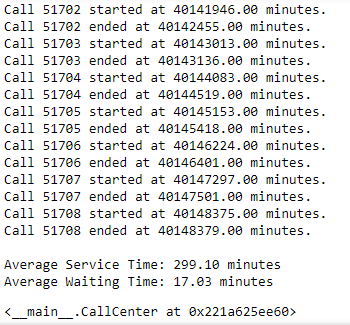 Call 51702 started at 40141946.00 minutes.
Call 51702 ended at 40142455.00 minutes.
Call 51703 started at 40143013.00 minutes.
Call 51703 ended at 40143136.00 minutes.
Call 51704 started at 40144083.00 minutes.
Call 51704 ended at 40144519.00 minutes.
Call 51705 started at 40145153.00 minutes.
Call 51705 ended at 40145418.00 minutes.
Call 51706 started at 40146224.00 minutes.
Call 51706 ended at 40146401.00 minutes.
Call 51707 started at 40147297.00 minutes.
Call 51707 ended at 40147501.00 minutes.
Call 51708 started at 40148375.00 minutes.
Call 51708 ended at 40148379.00 minutes.
Average Service Time: 299.10 minutes
Average Waiting Time: 17.03 minutes
<__main__.CallCenter at 0x221a625ee60>